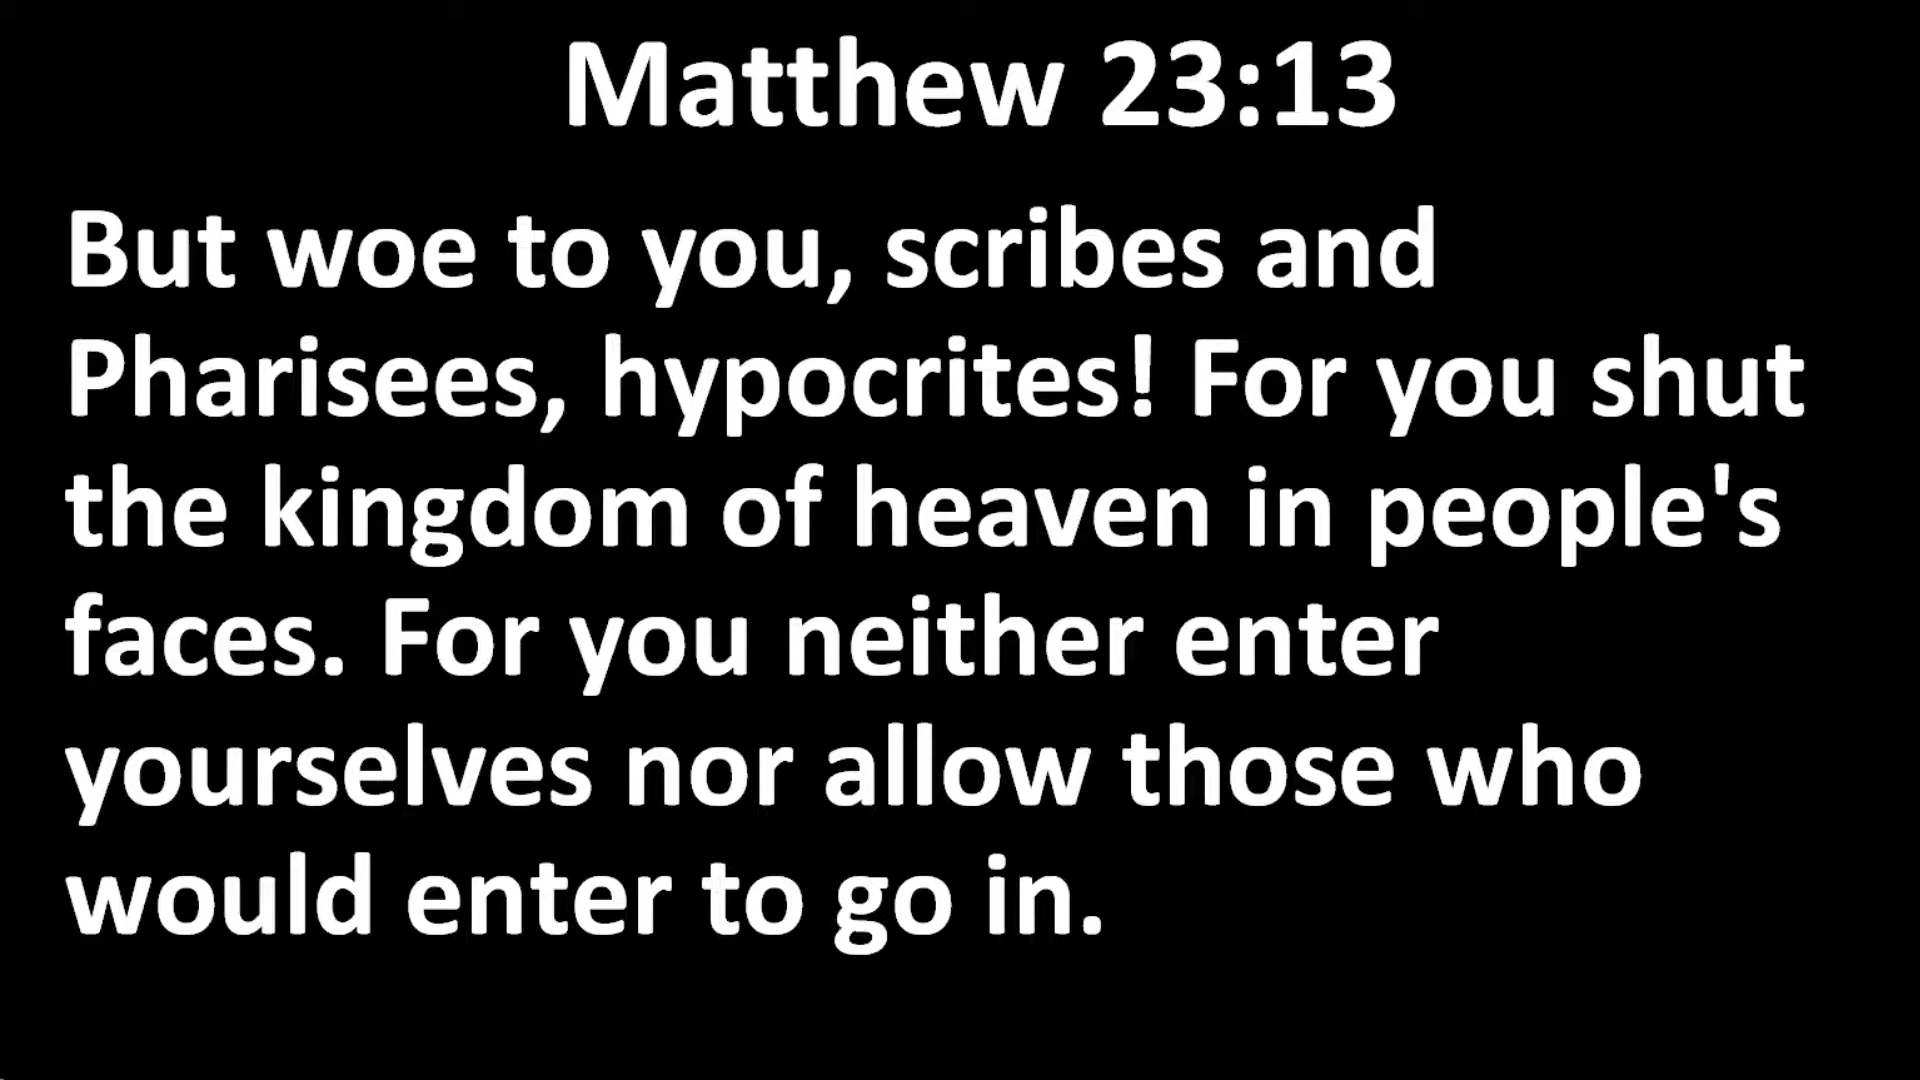 Matthew 23:13
But woe to you, scribes and
Pharisees, hypocrites! For you shut
the kingdom of heaven in people's
faces. For you neither enter
yourselves nor allow those who
would enter to go in.